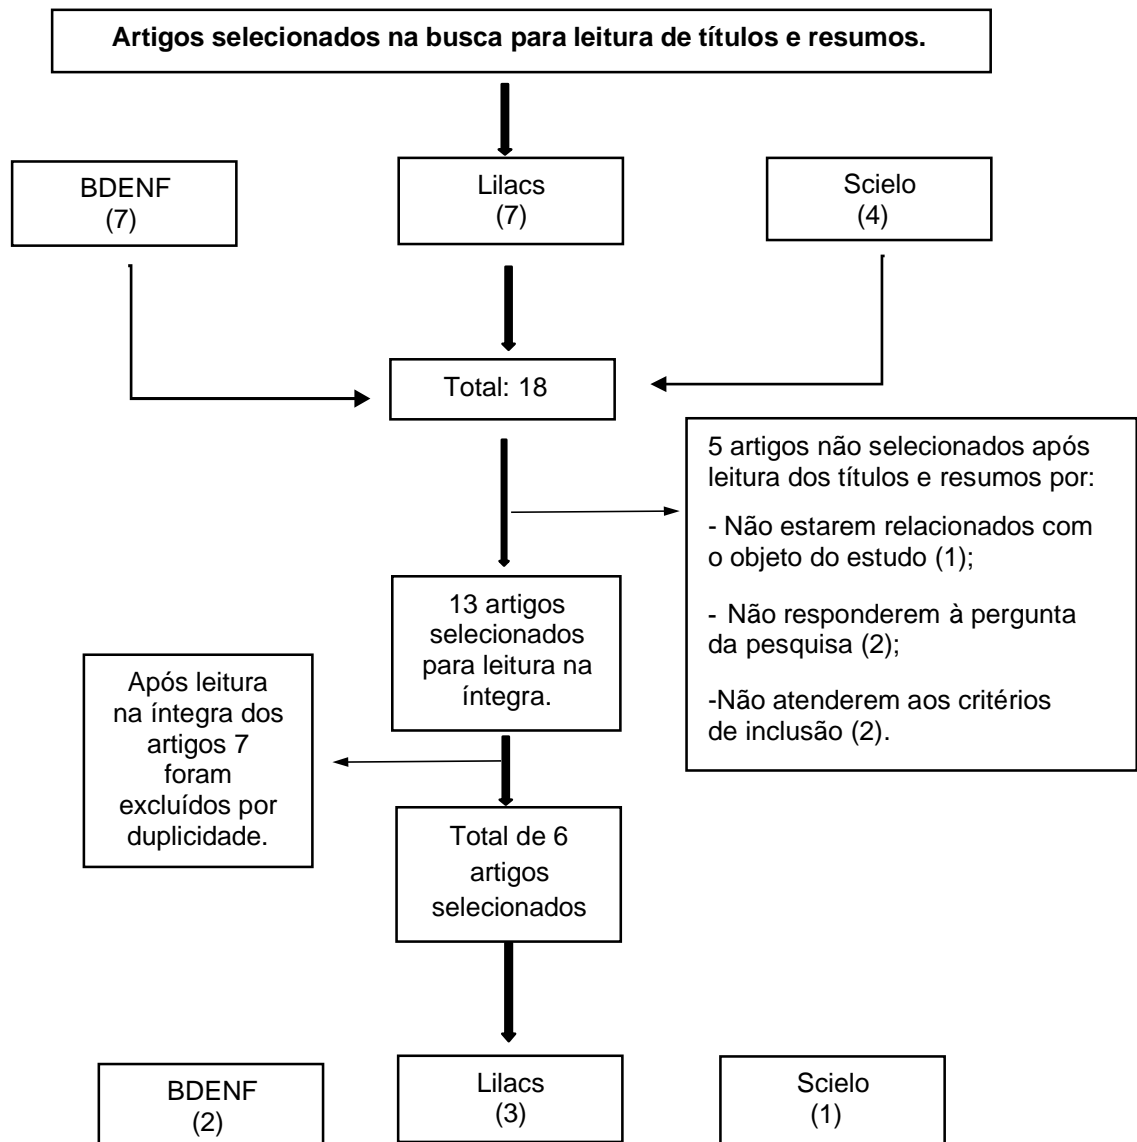 Artigos selecionados na busca para leitura de títulos e resumos.
BDENF
(7)
Lilacs
(7)
Scielo
(4)
Total: 18
5 artigos não selecionados após
leitura dos títulos e resumos por:
- Não estarem relacionados com
o objeto do estudo (1);
- Não responderem à pergunta
da pesquisa (2);
-Não atenderem aos critérios
de inclusão (2).
13 artigos
selecionados
para leitura na
íntegra.
Após leitura
na íntegra dos
artigos 7
foram
excluídos por
duplicidade.
Total de 6
artigos
selecionados
BDENF
(2)
Lilacs
(3)
Scielo
(1)